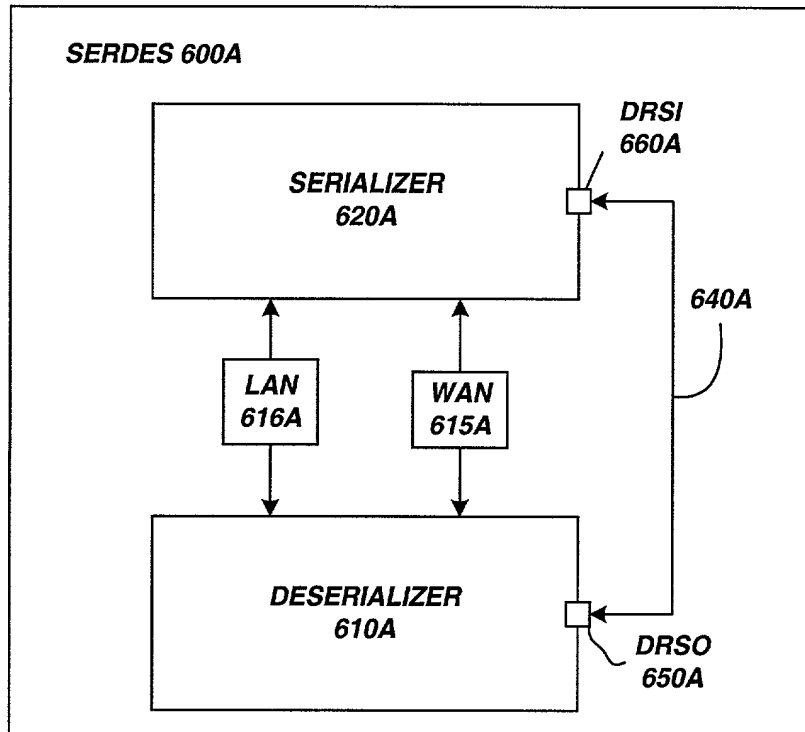 SERDES 600A
DRSI
660A
SERIALIZER
620A
640A
LAN
616A
WAN
615A
DESERIALIZER
610A
DRSO
650A